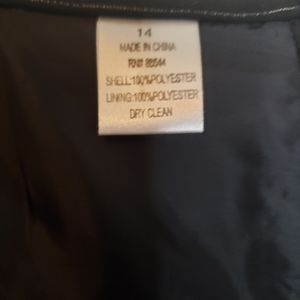 14
MADE IN CHINA
RN# 88544
SHELL:100%POLYESTER
LINING:100%POLYESTER
DRY CLEAN